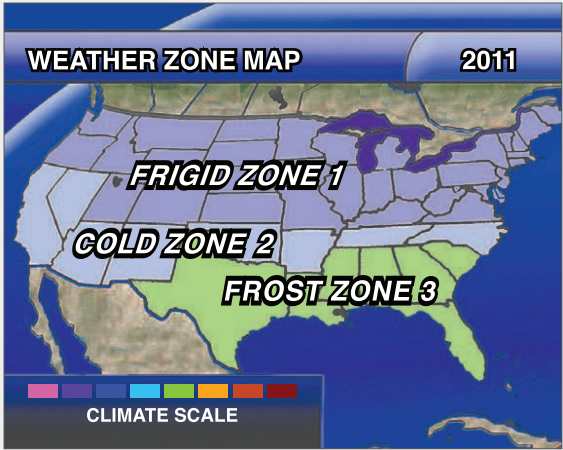 WEATHER ZONE MAP
2011
FRIGID ZONE 1
COLD ZONE 2
FROST ZONE 3
CLIMATE SCALE